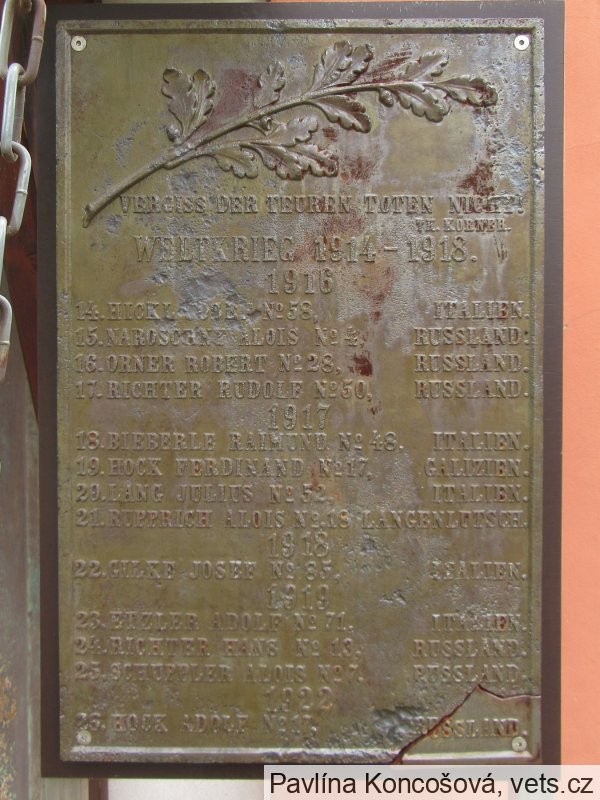 VERGISS DER TEUREN TOTEN NICHT!
TH. KÖRNER.
WELTKRIEG 1914–1918.
1916
14. HICKL JOSEF No 58, ITALIEN.
15. NAROSCHNY ALOIS No 4, RUSSLAND.
16. ORNER ROBERT No 28, RUSSLAND.
17. RICHTER RUDOLF No 50, RUSSLAND.
1917
18. BIEBERLE RAIMUND No 48. ITALIEN.
19. HOCK FERDINAND No 17, GALIZIEN.
20. LANG JULIUS No 52. ITALIEN.
21. RUPPRICH ALOIS No 18 LANGENLUTSCH.
1918
22. GILKE JOSEF No 85, ITALIEN.
1919
23. ADOLF No 71. ITALIEN.
24. RICHTER HANS No 13. RUSSLAND.
25. SCHUPPLER ALOIS No 7. RUSSLAND.
1922
26. HOCK ADOLF No 17, RUSSLAND
Pavlína Koncošová, vets.cz